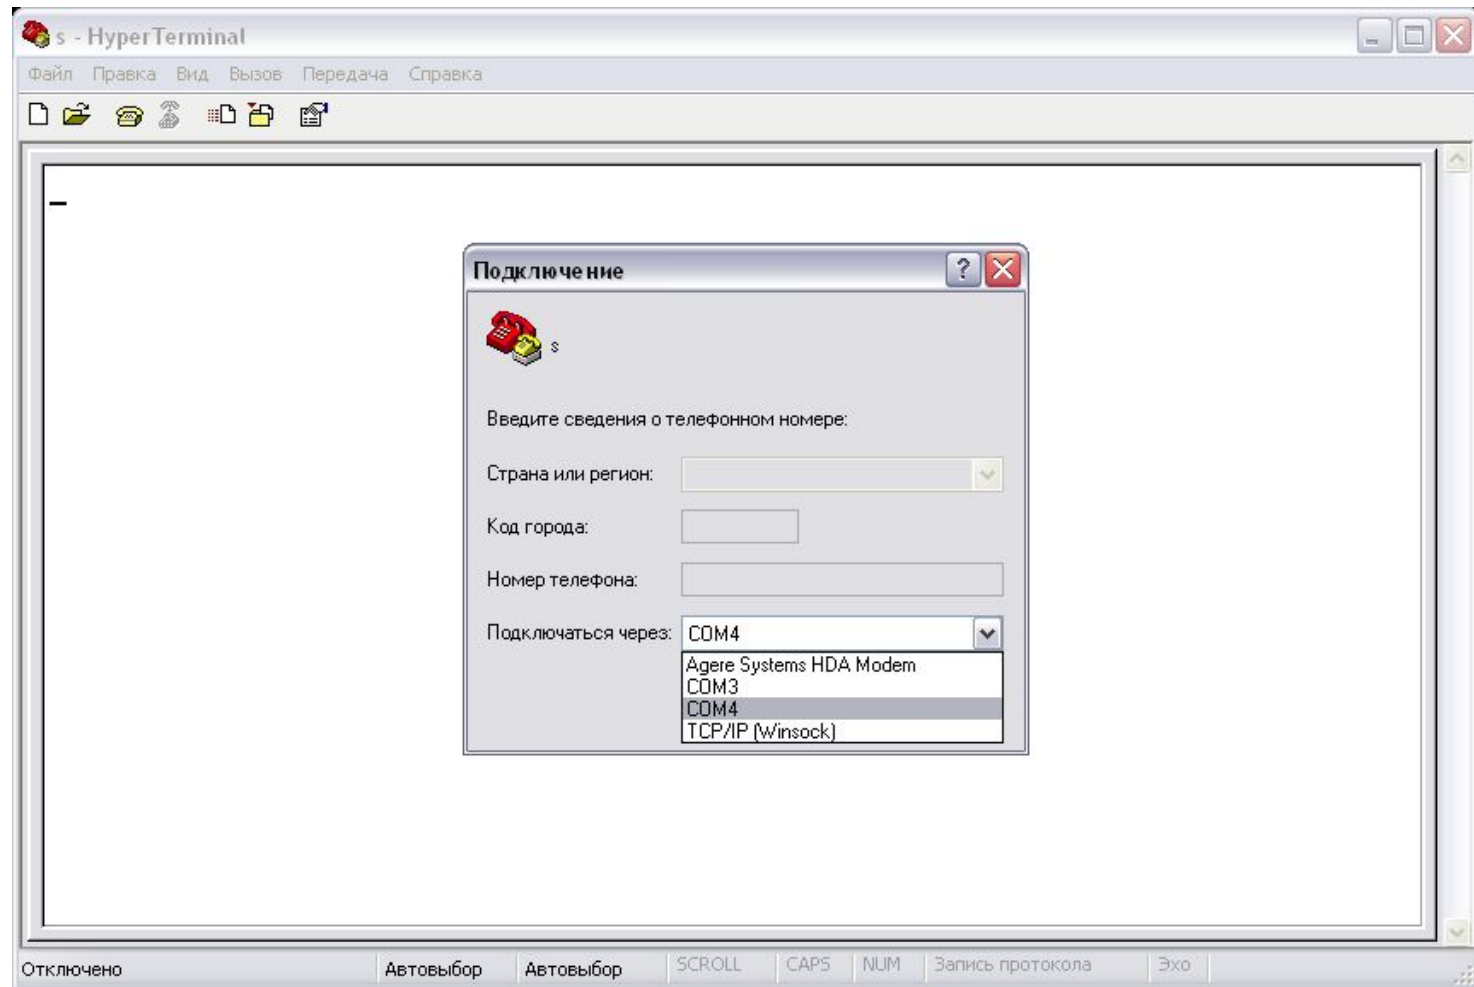 s - HyperTerminal
Файл Правка Вид Вызов Передача Справка
Подключение
s
Введите сведения о телефонном номере:
Страна или регион:
Код города:
Номер телефона:
Подключаться через: COM4
Agere Systems HDA Modem
COM3
COM4
TCP/IP (Winsock)
Отключено Автовыбор Автовыбор SCROLL CAPS NUM Запись протокола Эхо